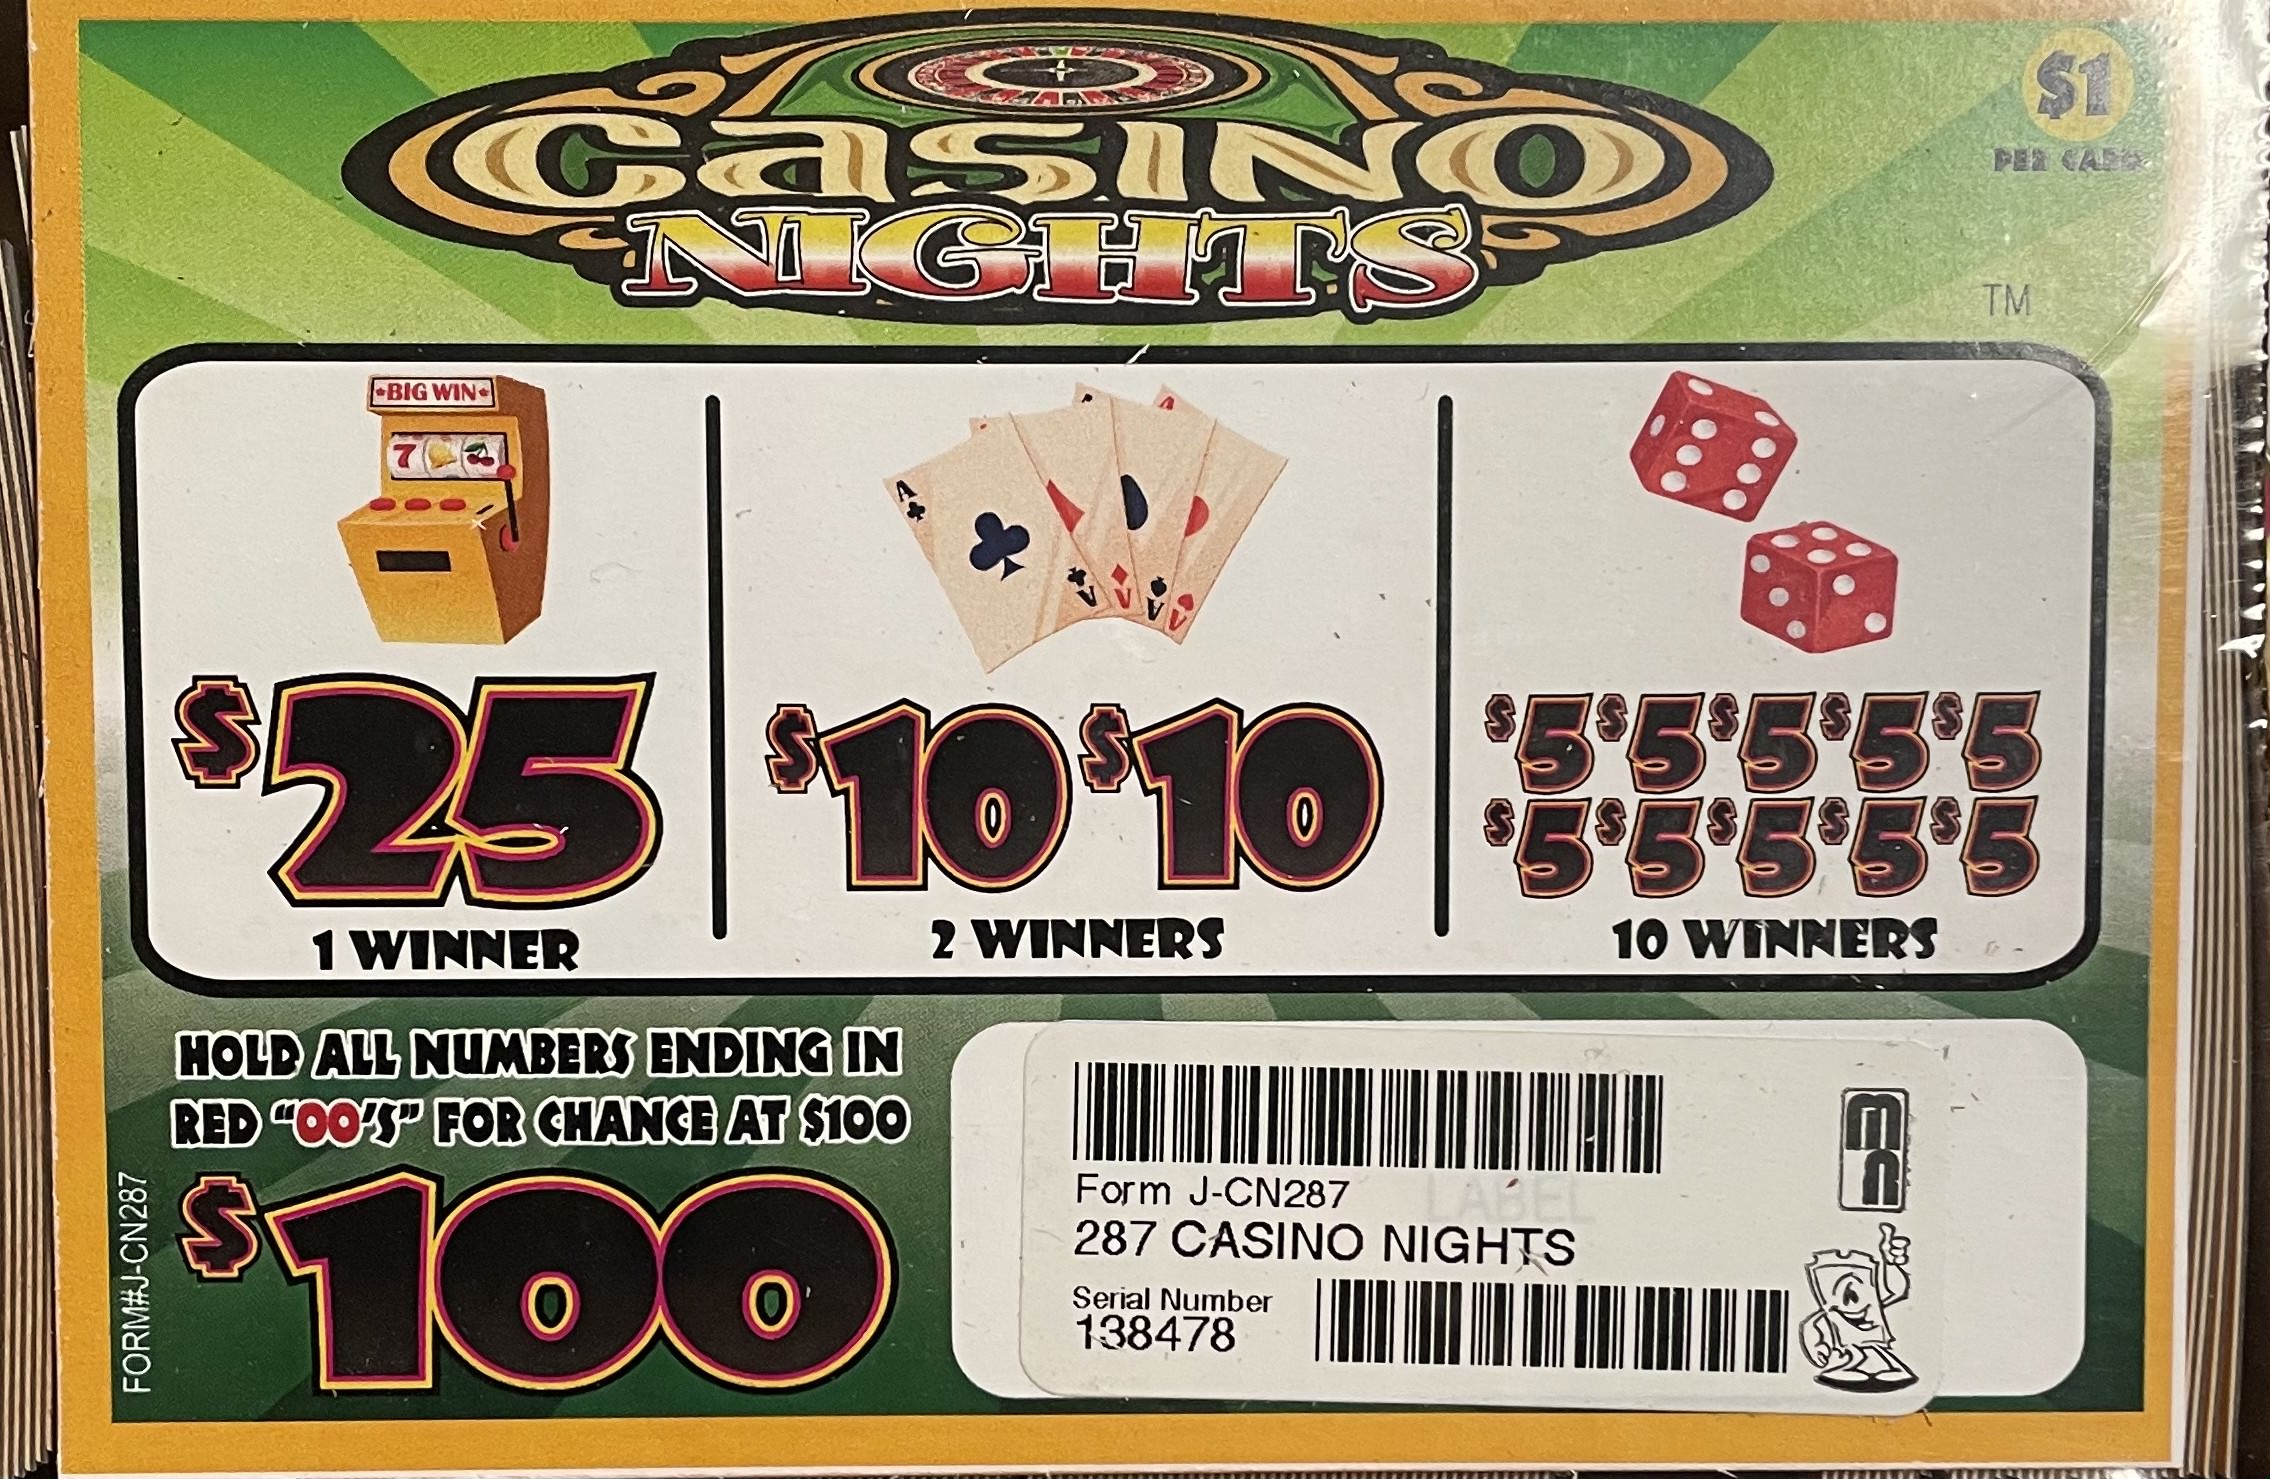 $1
PER CARD
CASINO
NIGHTS
TM
*BIG WIN*
7
A
A
A
A
A
A
$25
$10 $10
$5 $5 $5 $5 $5
$5 $5 $5 $5 $5
1 WINNER
2 WINNERS
10 WINNERS
HOLD ALL NUMBERS ENDING IN
RED "00'S" FOR CHANCE AT $100
$100
FORM#J-CN287
LABEL
Form J-CN287
287 CASINO NIGHTS
Serial Number
138478